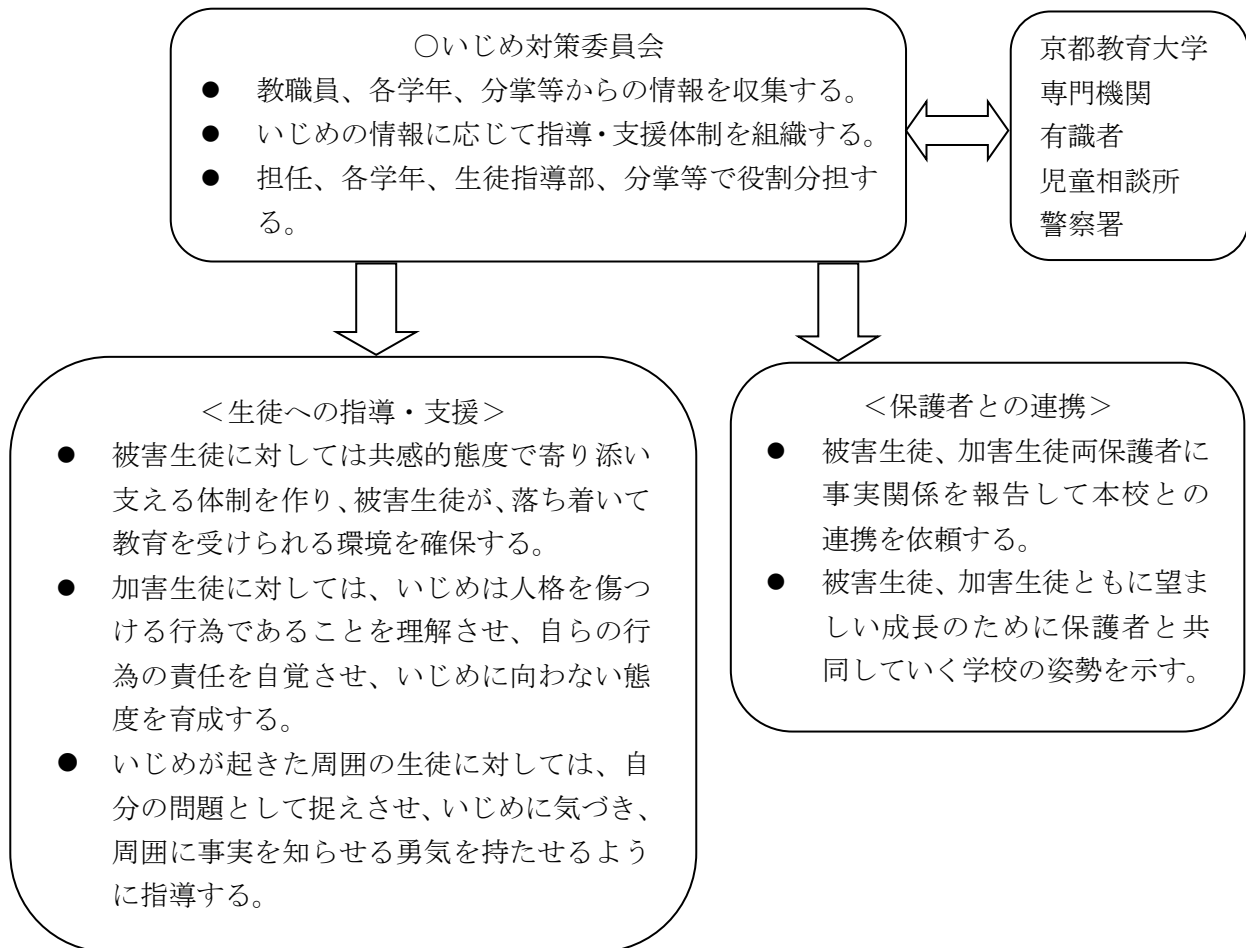 ○いじめ対策委員会
● 教職員、各学年、分掌等からの情報を収集する。
● いじめの情報に応じて指導・支援体制を組織する。
● 担任、各学年、生徒指導部、分掌等で役割分担す
る。
京都教育大学
専門機関
有識者
児童相談所
警察署
＜生徒への指導・支援＞
● 被害生徒に対しては共感的態度で寄り添い
支える体制を作り、被害生徒が、落ち着いて
教育を受けられる環境を確保する。
● 加害生徒に対しては、いじめは人格を傷つ
ける行為であることを理解させ、自らの行
為の責任を自覚させ、いじめに向わない態
度を育成する。
● いじめが起きた周囲の生徒に対しては、自
分の問題として捉えさせ、いじめに気づき、
周囲に事実を知らせる勇気を持たせるよう
に指導する。
＜保護者との連携＞
● 被害生徒、加害生徒両保護者に
事実関係を報告して本校との
連携を依頼する。
● 被害生徒、加害生徒ともに望ま
しい成長のために保護者と共
同していく学校の姿勢を示す。